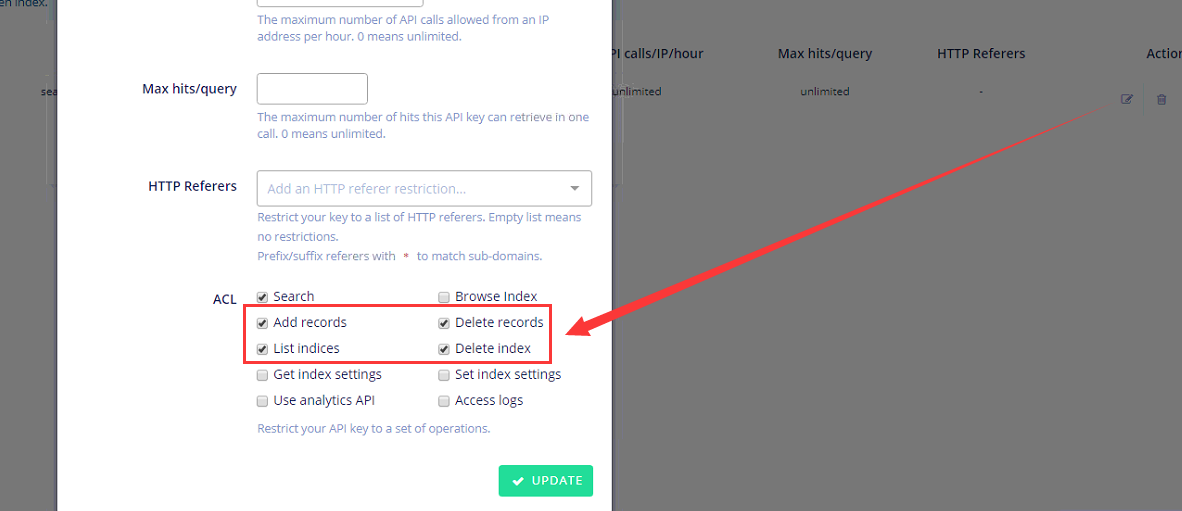 en index.
The maximum number of API calls allowed from an IP
address per hour. 0 means unlimited.
PI calls/IP/hour
Max hits/query
HTTP Referers
Action
sea
unlimited
unlimited
-
Max hits/query
The maximum number of hits this API key can retrieve in one
call. 0 means unlimited.
HTTP Referers
Add an HTTP referer restriction...
Restrict your key to a list of HTTP referers. Empty list means
no restrictions.
Prefix/suffix referers with * to match sub-domains.
ACL
Search
Browse Index
Add records
Delete records
List indices
Delete index
Get index settings
Set index settings
Use analytics API
Access logs
Restrict your API key to a set of operations.
UPDATE